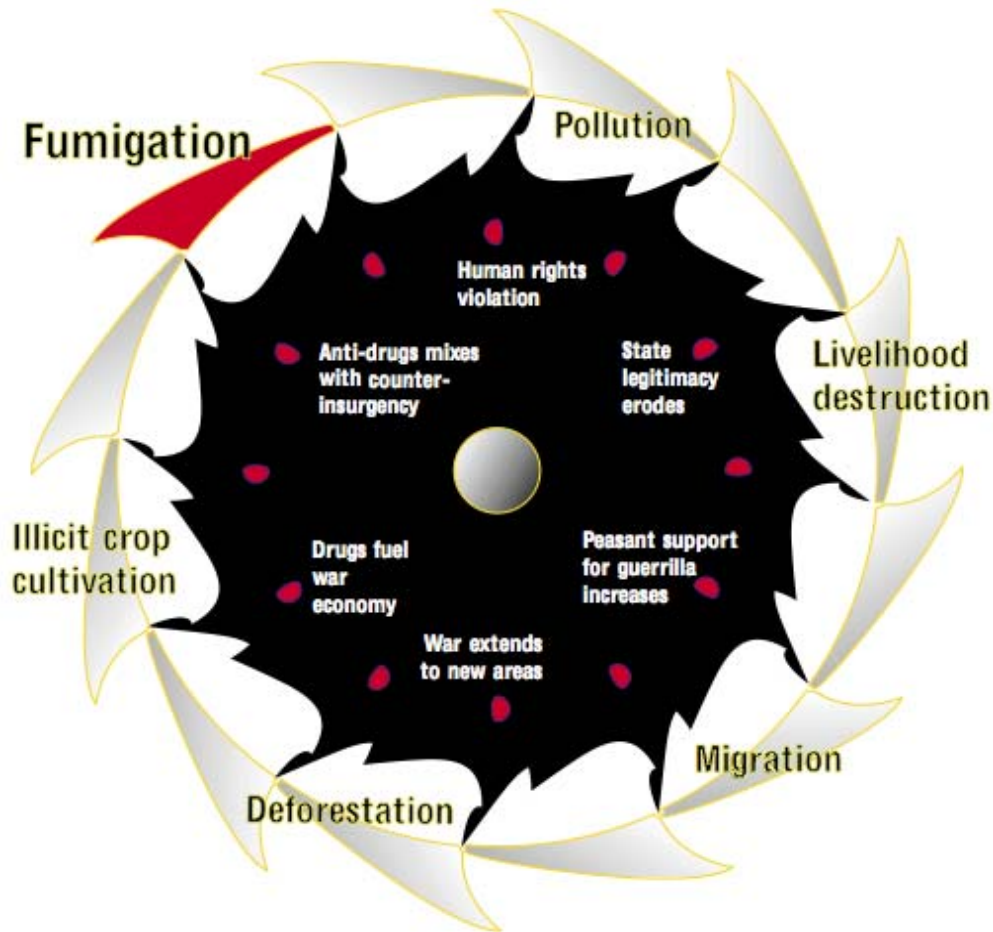 Fumigation
Pollution
Livelihood
destruction
Migration
Deforestation
Illicit crop
cultivation
Human rights
violation
State
legitimacy
erodes
Peasant support
for guerrilla
increases
War extends
to new areas
Drugs fuel
war
economy
Anti-drugs mixes
with counter-
insurgency